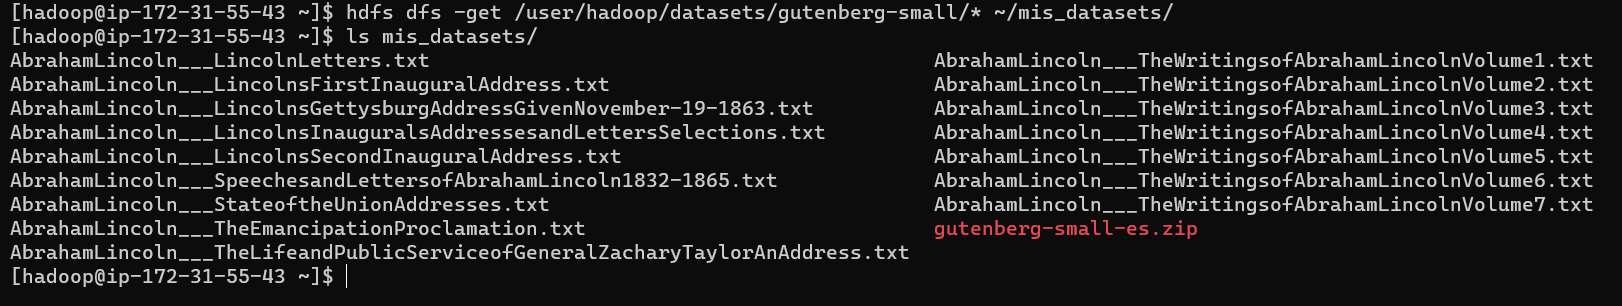 [hadoop@ip-172-31-55-43 ~]$ hdfs dfs -get /user/hadoop/datasets/gutenberg-small/* ~/mis_datasets/
[hadoop@ip-172-31-55-43 ~]$ ls mis_datasets/
AbrahamLincoln___LincolnLetters.txt AbrahamLincoln___TheWritingsofAbrahamLincolnVolume1.txt
AbrahamLincoln___LincolnsFirstInauguralAddress.txt AbrahamLincoln___TheWritingsofAbrahamLincolnVolume2.txt
AbrahamLincoln___LincolnsGettysburgAddressGivenNovember-19-1863.txt AbrahamLincoln___TheWritingsofAbrahamLincolnVolume3.txt
AbrahamLincoln___LincolnsInauguralsAddressesandLettersSelections.txt AbrahamLincoln___TheWritingsofAbrahamLincolnVolume4.txt
AbrahamLincoln___LincolnsSecondInauguralAddress.txt AbrahamLincoln___TheWritingsofAbrahamLincolnVolume5.txt
AbrahamLincoln___SpeechesandLettersofAbrahamLincoln1832-1865.txt AbrahamLincoln___TheWritingsofAbrahamLincolnVolume6.txt
AbrahamLincoln___StateoftheUnionAddresses.txt AbrahamLincoln___TheWritingsofAbrahamLincolnVolume7.txt
AbrahamLincoln___TheEmancipationProclamation.txt gutenberg-small-es.zip
AbrahamLincoln___TheLifeandPublicServiceofGeneralZacharyTaylorAnAddress.txt
[hadoop@ip-172-31-55-43 ~]$